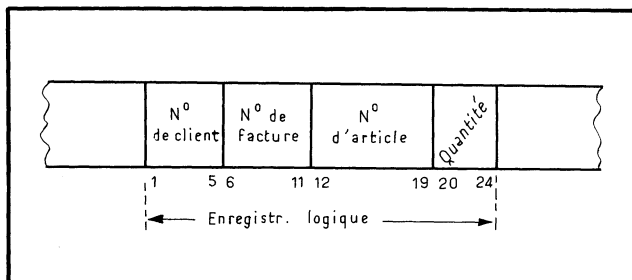 N° de client
N° de facture
N° d'article
Quantité
1 5 6 11 12 19 20 24
Enregistr. logique